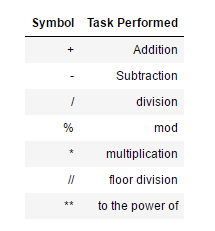 Symbol Task Performed
+ Addition
- Subtraction
/ division
% mod
* multiplication
// floor division
** to the power of